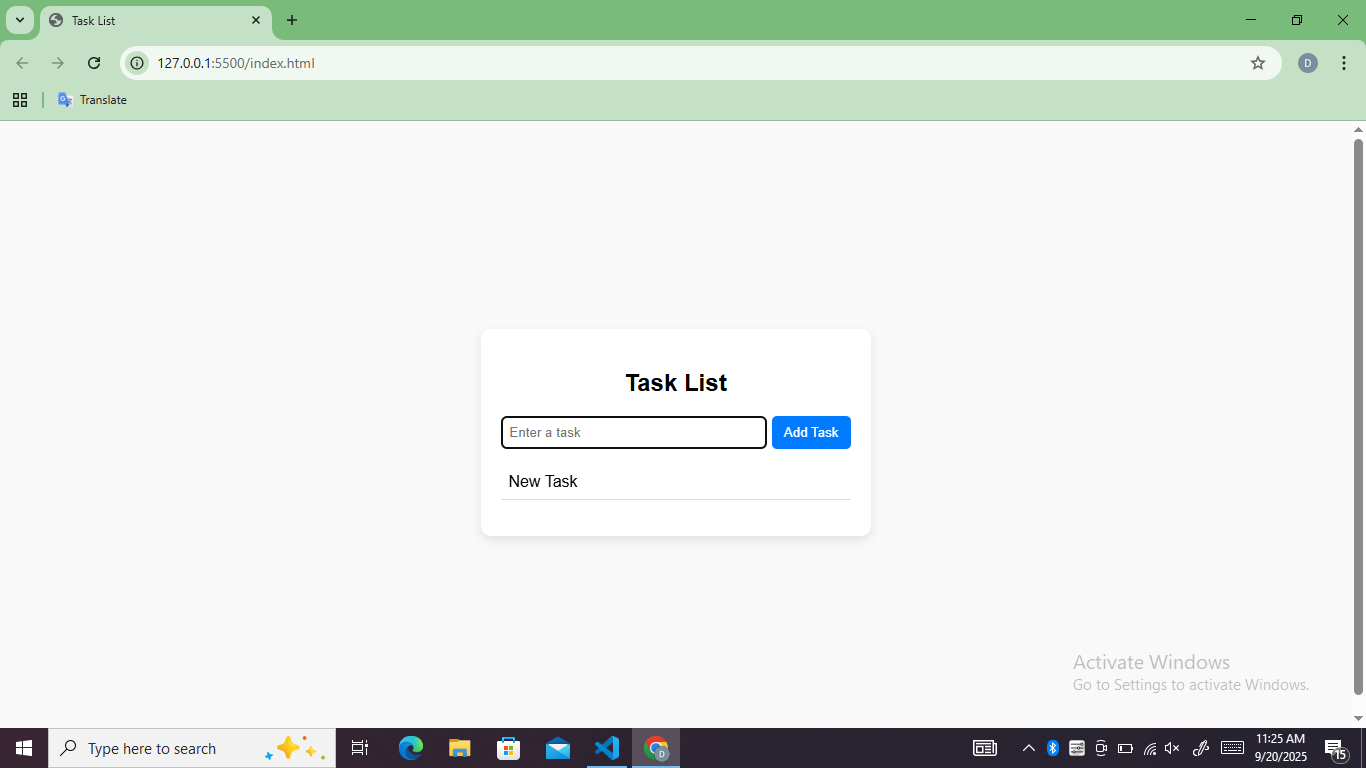 Task List
127.0.0.1:5500/index.html
D
Translate
Task List
Enter a task
Add Task
New Task
Activate Windows
Go to Settings to activate Windows.
Type here to search
D
11:25 AM
9/20/2025
15